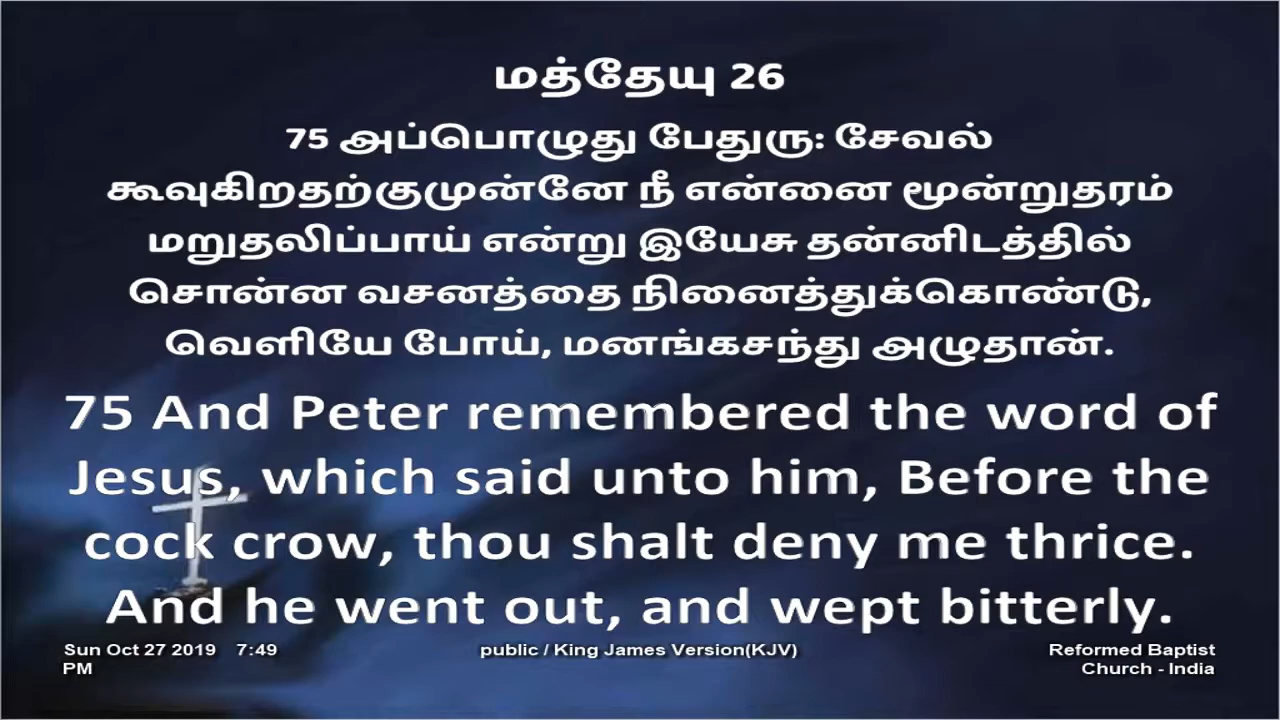 மத்தேயு 26
75 அப்பொழுது பேதுரு: சேவல்
கூவுகிறதற்குமுன்னே நீ என்னை மூன்றுதரம்
மறுதலிப்பாய் என்று இயேசு தன்னிடத்தில்
சொன்ன வசனத்தை நினைத்துக்கொண்டு,
வெளியே போய், மனங்கசந்து அழுதான்.
75 And Peter remembered the word of
Jesus, which said unto him, Before the
cock crow, thou shalt deny me thrice.
And he went out, and wept bitterly.
Sun Oct 27 2019 7:49
PM
public / King James Version(KJV)
Reformed Baptist
Church - India